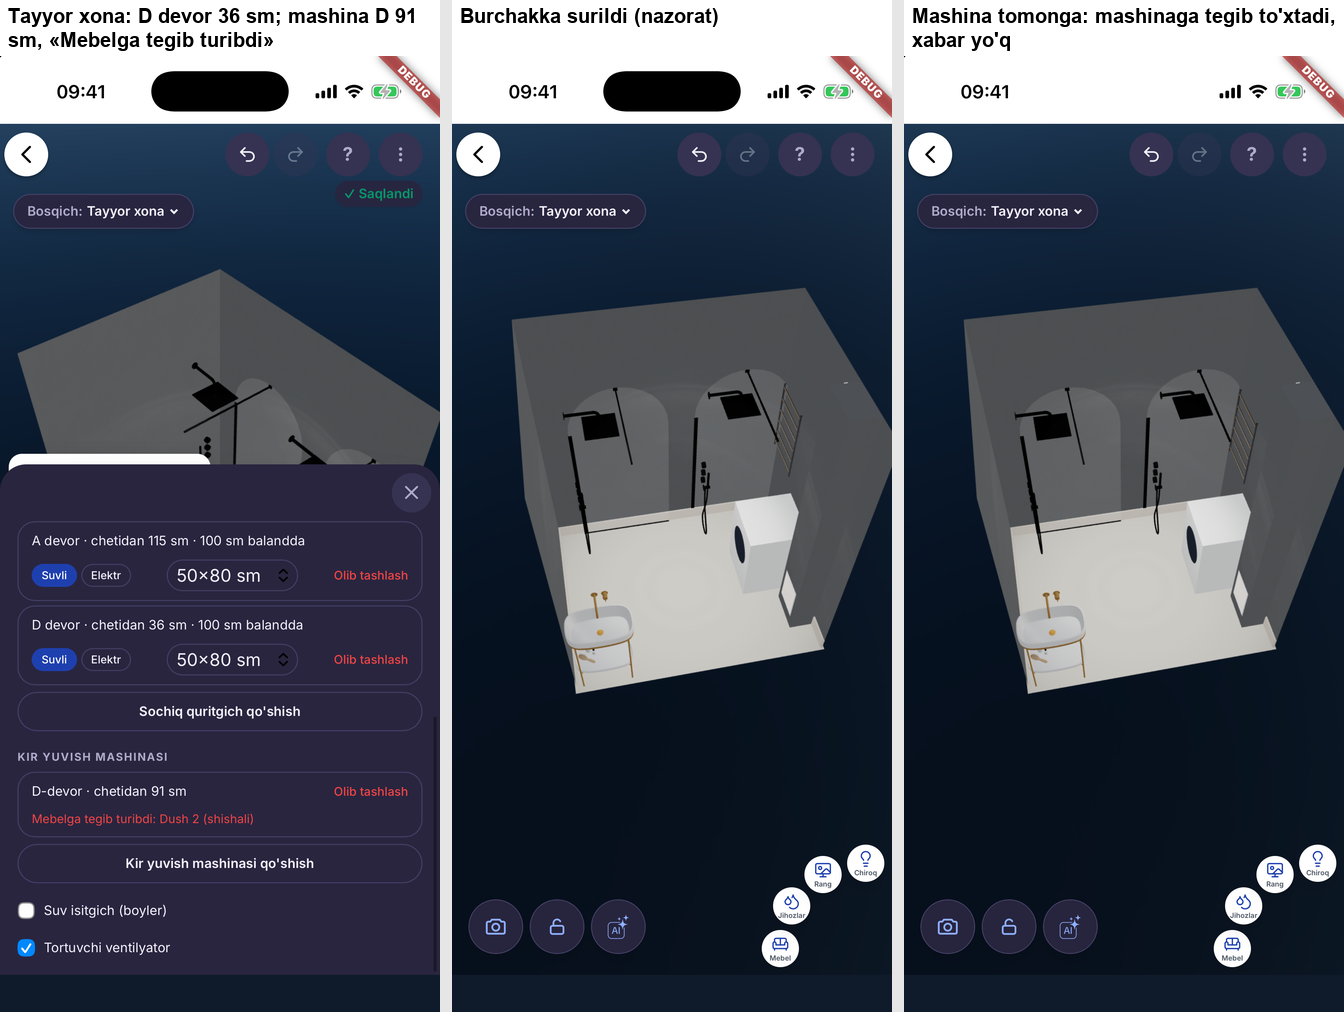 Tayyor xona: D devor 36 sm; mashina D 91
sm, «Mebelga tegib turibdi»
09:41
DEBUG
✓ Saqlandi
Bosqich: Tayyor xona
A devor · chetidan 115 sm · 100 sm balandda
Suvli
Elektr
50×80 sm
Olib tashlash
D devor · chetidan 36 sm · 100 sm balandda
Suvli
Elektr
50×80 sm
Olib tashlash
Sochiq quritgich qo'shish
KIR YUVISH MASHINASI
D-devor · chetidan 91 sm
Olib tashlash
Mebelga tegib turibdi: Dush 2 (shishali)
Kir yuvish mashinasi qo'shish
Suv isitgich (boyler)
Tortuvchi ventilyator
Burchakka surildi (nazorat)
09:41
DEBUG
?
Bosqich: Tayyor xona
Chiroq
Rang
Jihozlar
AI
Mebel
Mashina tomonga: mashinaga tegib to'xtadi,
xabar yo'q
09:41
DEBUG
?
Bosqich: Tayyor xona
Chiroq
Rang
Jihozlar
AI
Mebel